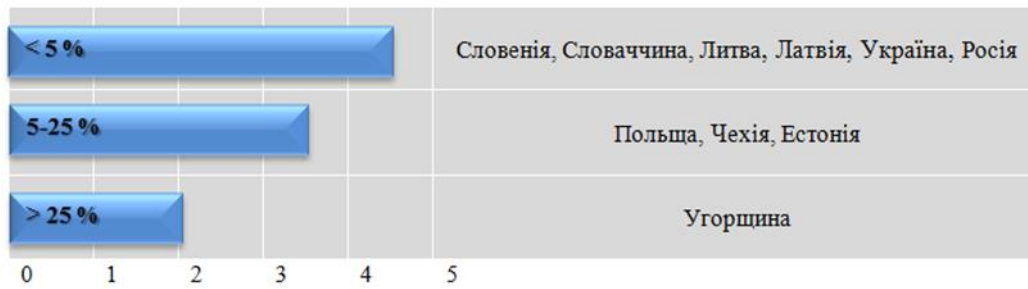 < 5 % Словенія, Словаччина, Литва, Латвія, Україна, Росія
5-25 % Польща, Чехія, Естонія
> 25 % Угорщина
0 1 2 3 4 5